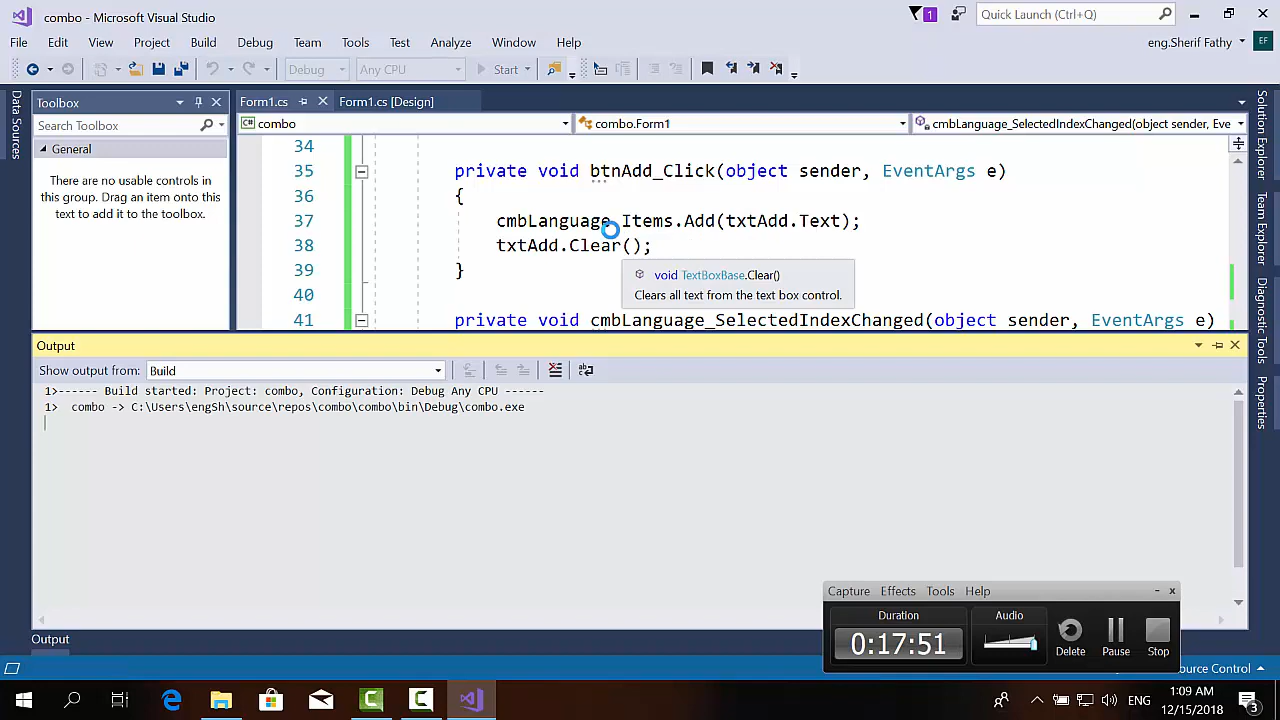 combo - Microsoft Visual Studio
1
Quick Launch (Ctrl+Q)
File Edit View Project Build Debug Team Tools Test Analyze Window Help
eng.Sherif Fathy
EF
Debug Any CPU Start
Data Sources
Toolbox
Search Toolbox
General
There are no usable controls in
this group. Drag an item onto this
text to add it to the toolbox.
Form1.cs Form1.cs [Design]
combo combo.Form1 cmbLanguage_SelectedIndexChanged(object sender, Eve
34
35 private void btnAdd_Click(object sender, EventArgs e)
36 {
37 cmbLanguage.Items.Add(txtAdd.Text);
38 txtAdd.Clear();
39 }
40
41 private void cmbLanguage_SelectedIndexChanged(object sender, EventArgs e)
void TextBoxBase.Clear()
Clears all text from the text box control.
Solution Explorer
Team Explorer
Diagnostic Tools
Properties
Output
Show output from: Build
1>------ Build started: Project: combo, Configuration: Debug Any CPU ------
1> combo -> C:\Users\engSh\source\repos\combo\combo\bin\Debug\combo.exe
Output
Capture Effects Tools Help
Duration
0:17:51
Audio
Delete Pause Stop
ource Control
ENG
1:09 AM
12/15/2018
3